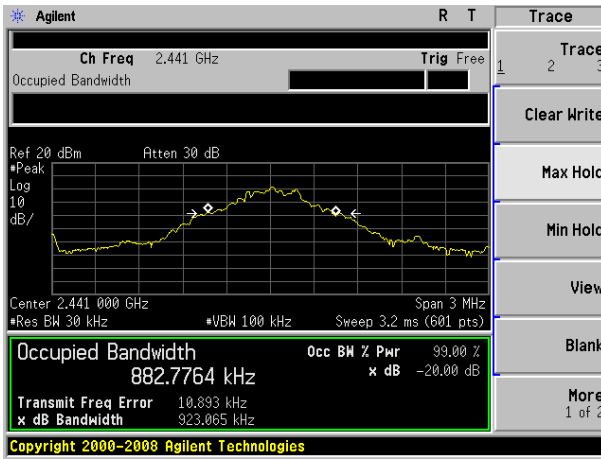 Agilent R T Trace
Ch Freq 2.441 GHz Trig Free
Occupied Bandwidth
Trace
1 2 3
Clear Write
Max Hold
Min Hold
View
Blank
More
1 of 2
Ref 20 dBm Atten 30 dB
#Peak
Log
10
dB/
Center 2.441 000 GHz Span 3 MHz
#Res BW 30 kHz #VBW 100 kHz Sweep 3.2 ms (601 pts)
Occupied Bandwidth Occ BW % Pwr 99.00 %
882.7764 kHz x dB -20.00 dB
Transmit Freq Error 10.893 kHz
x dB Bandwidth 923.065 kHz
Copyright 2000-2008 Agilent Technologies